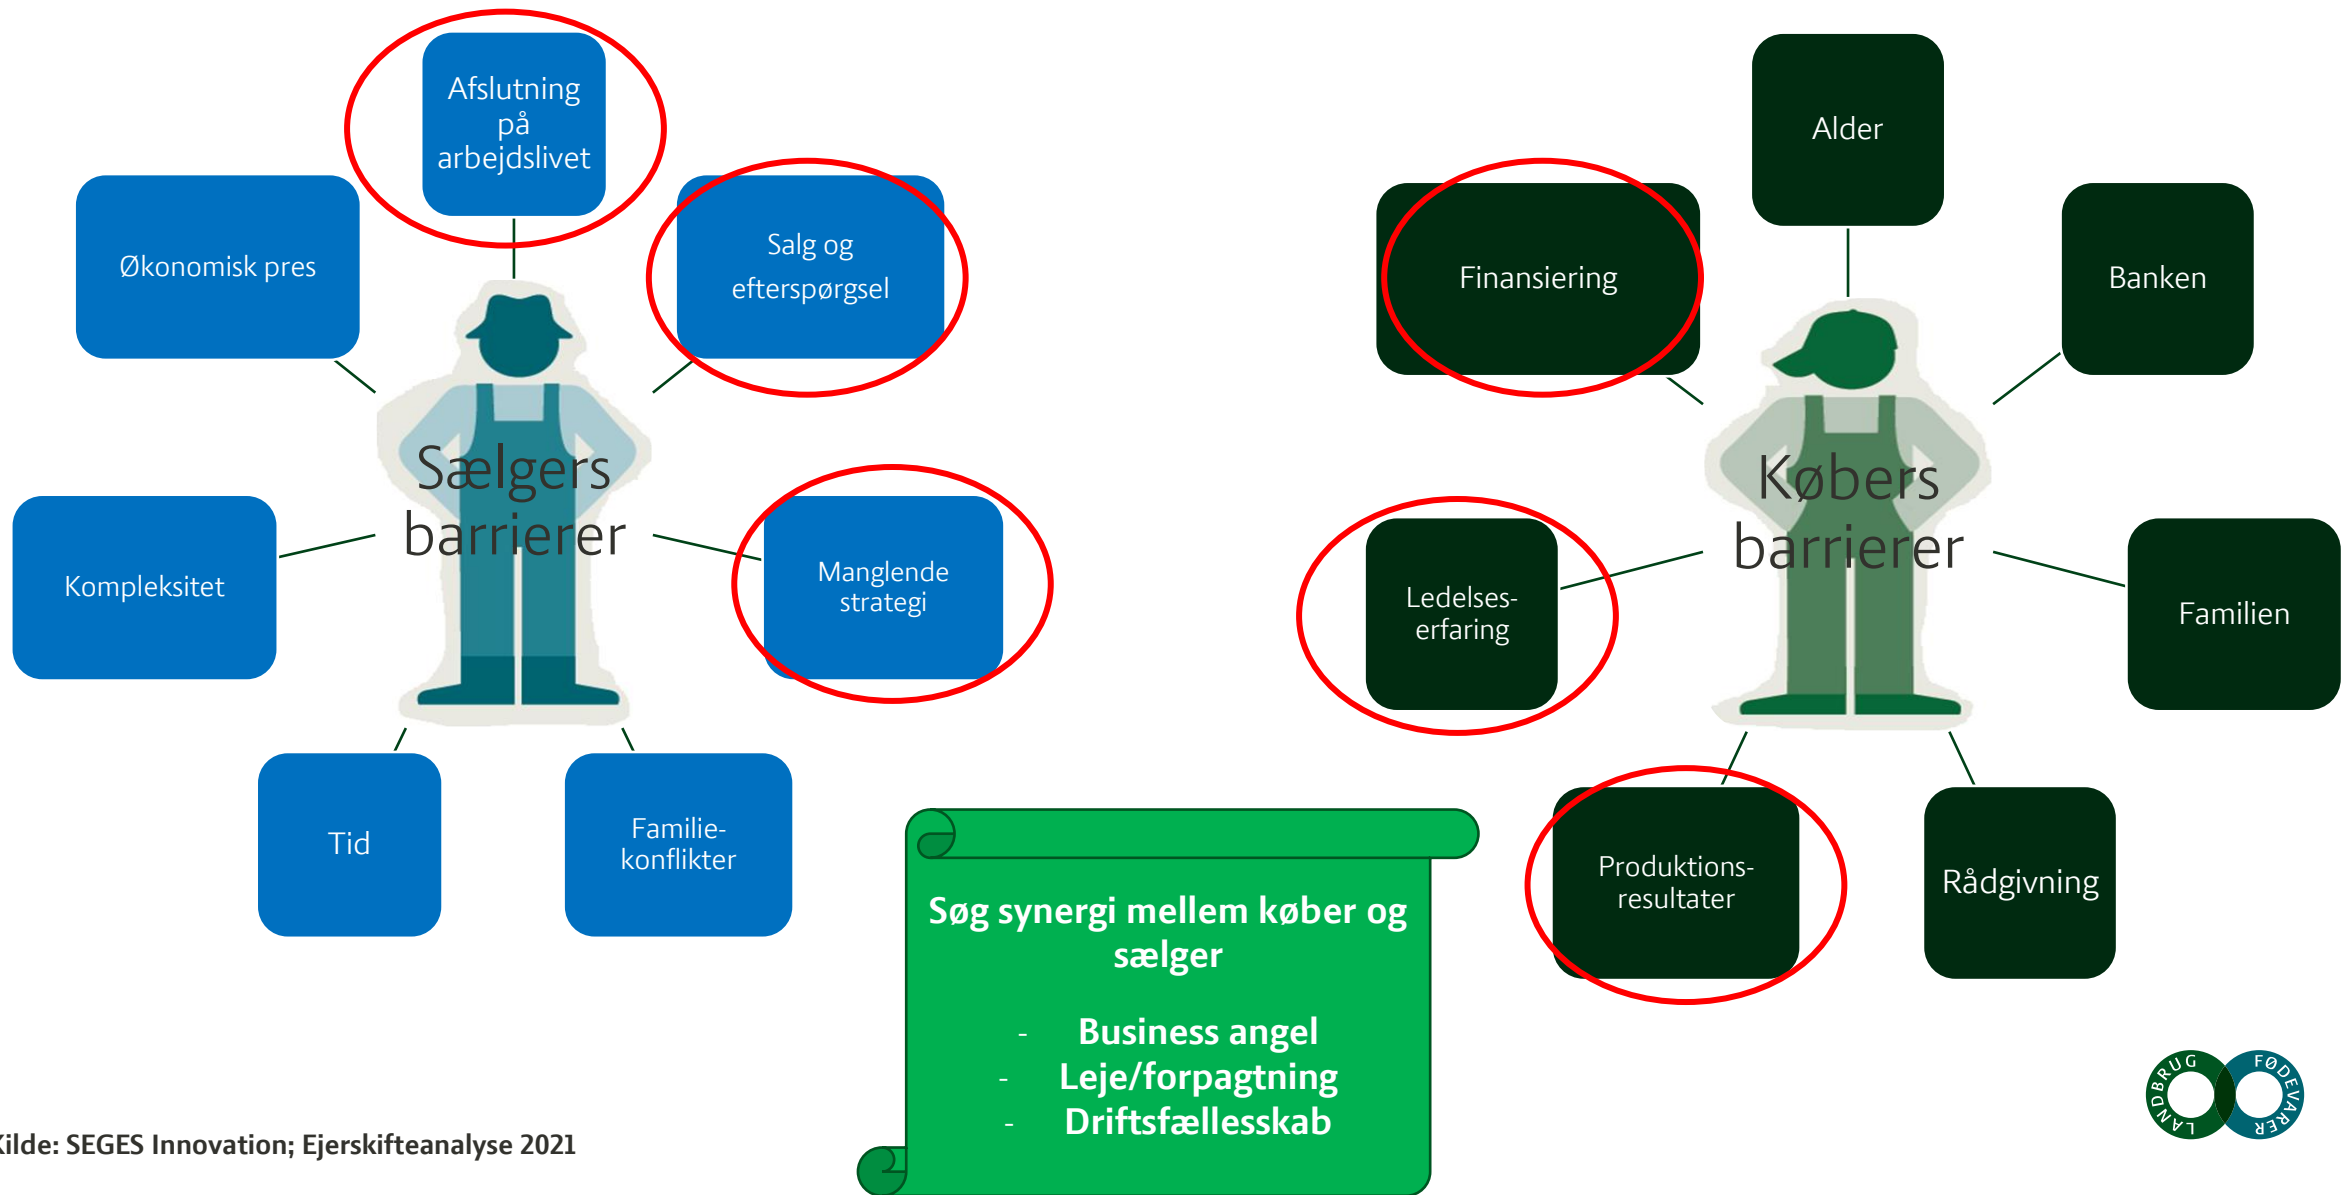 Afslutning
på
arbejdslivet
Økonomisk pres
Salg og
efterspørgsel
Sælgers
barrierer
Kompleksitet
Manglende
strategi
Tid
Familie-
konflikter
Alder
Finansiering
Banken
Købers
barrierer
Ledelses-
erfaring
Familien
Produktions-
resultater
Rådgivning
Søg synergi mellem køber og
sælger
- Business angel
- Leje/forpagtning
- Driftsfællesskab
Kilde: SEGES Innovation; Ejerskifteanalyse 2021
LANDBRUG
FØDEVARER